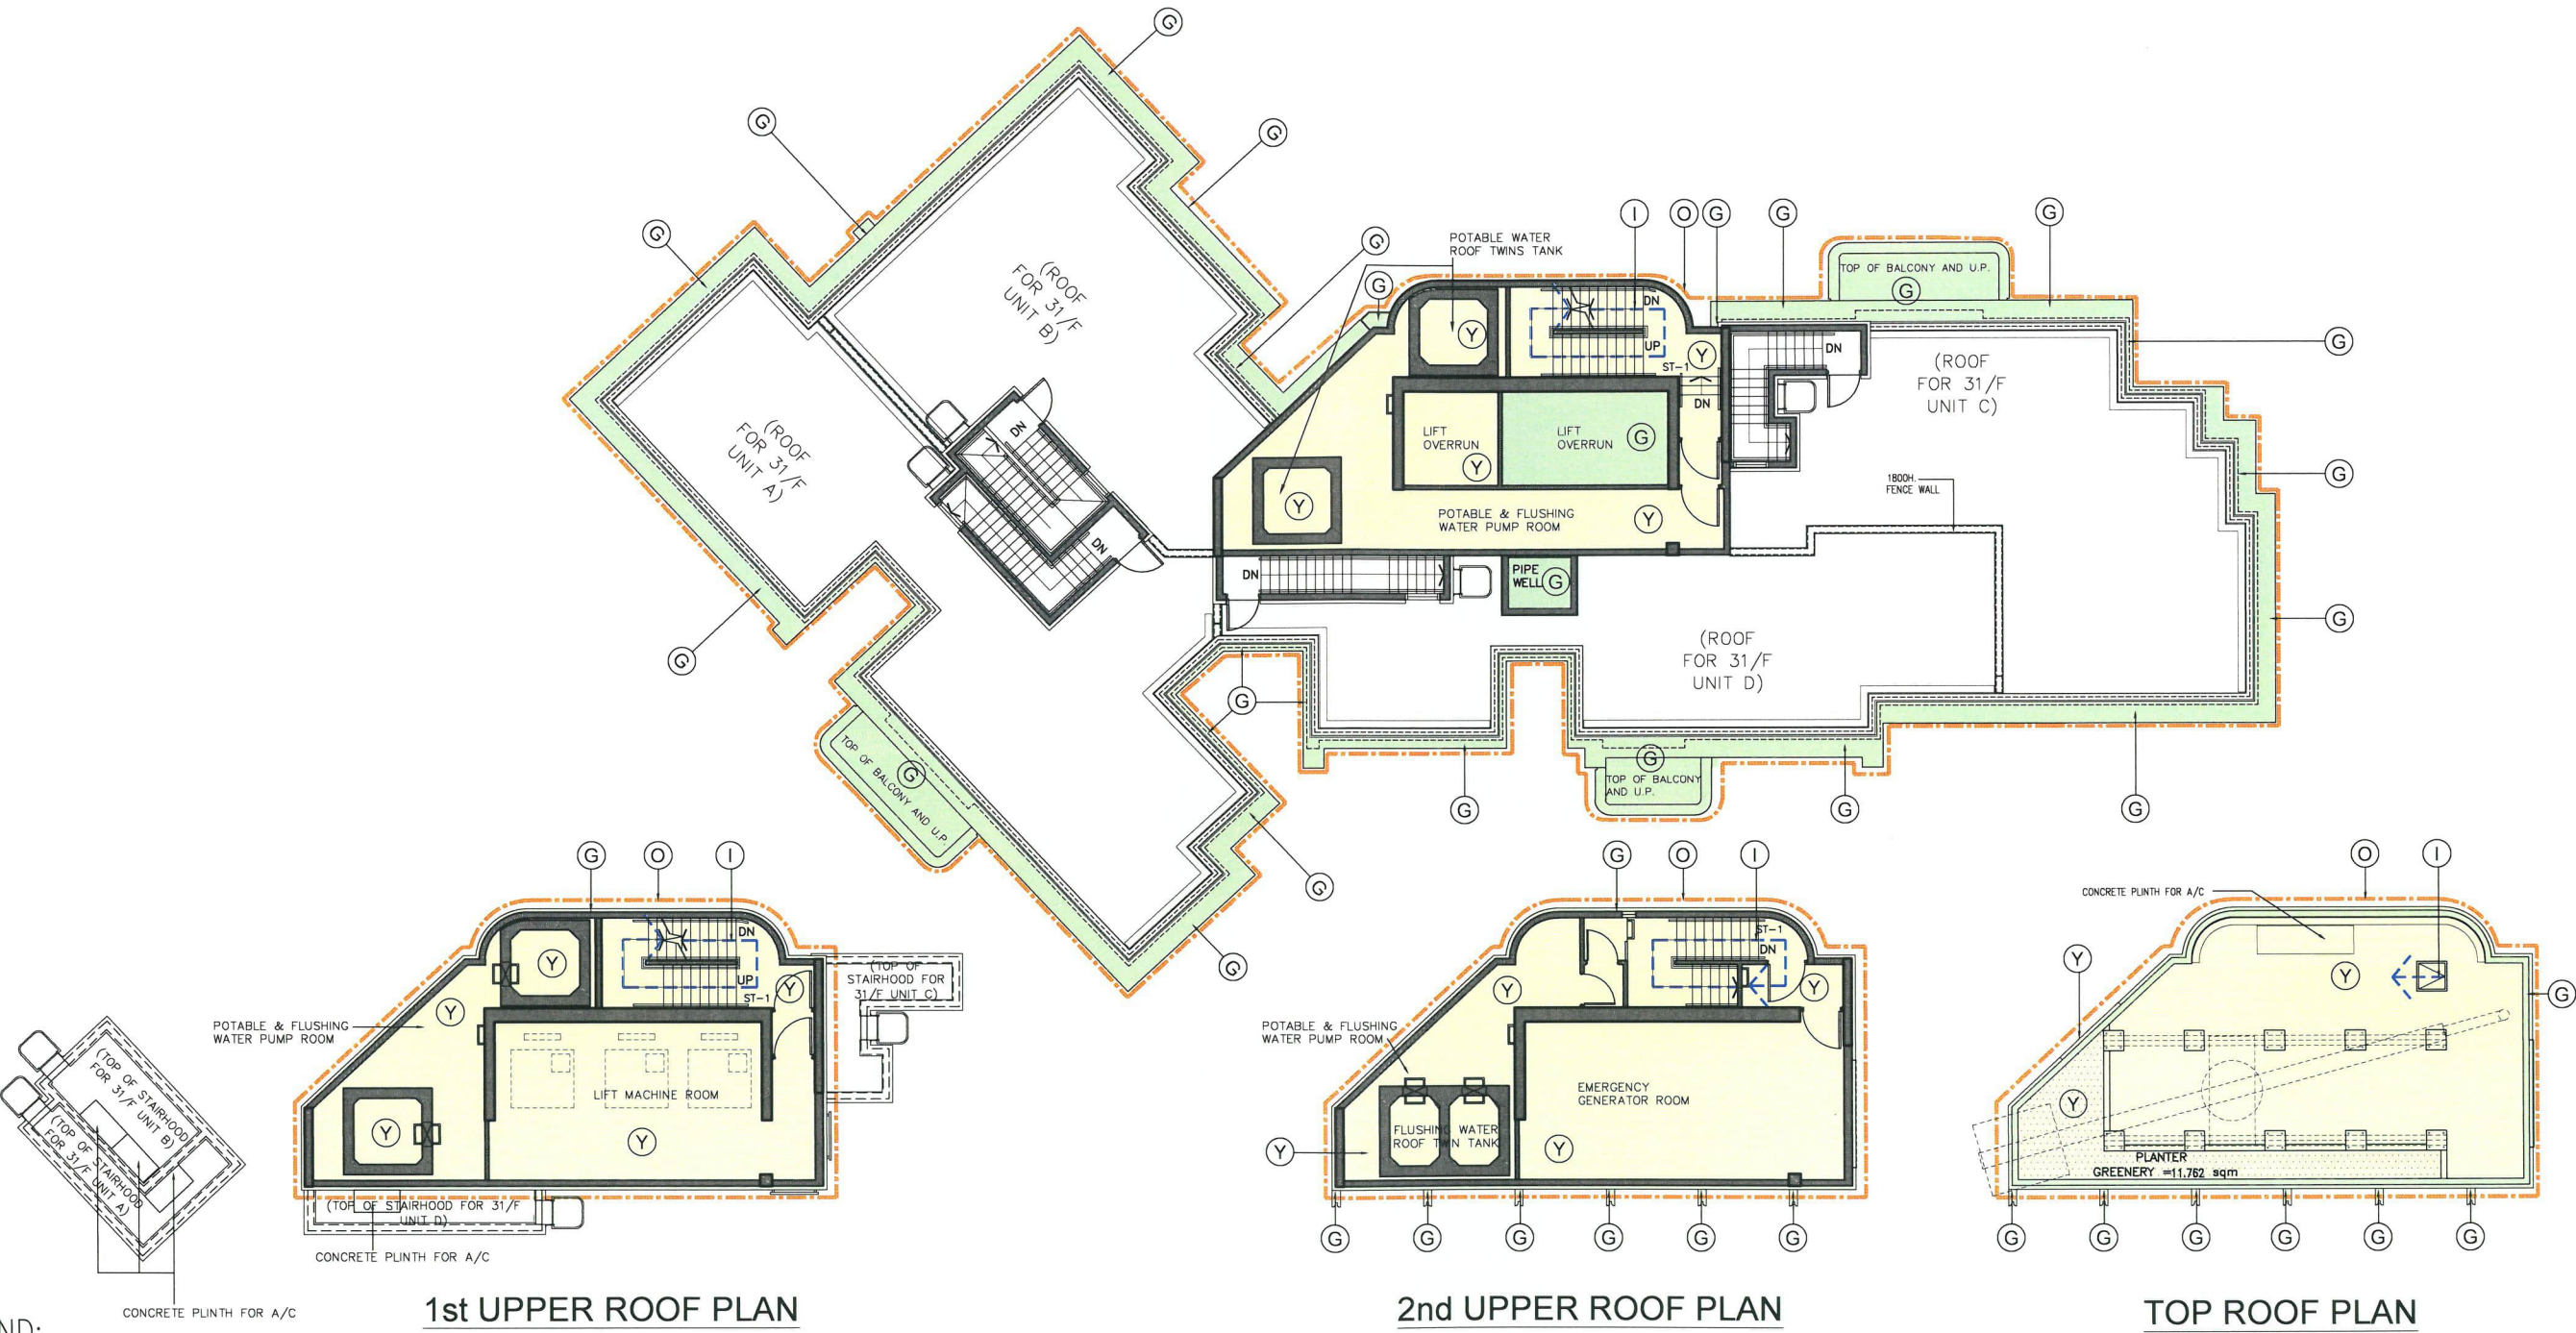 G
G
G
G
(ROOF
FOR 31/F
UNIT B)
(ROOF
FOR 31/F
UNIT A)
DN
DN
G
G
G
POTABLE WATER
ROOF TWINS TANK
I
O
G
G
G
TOP OF BALCONY AND U.P.
G
Y
DN
UP
ST-1
Y
DN
DN
(ROOF
FOR 31/F
UNIT C)
G
LIFT
OVERRUN
Y
LIFT
OVERRUN
G
G
1800H.
FENCE WALL
Y
POTABLE & FLUSHING
WATER PUMP ROOM
Y
DN
PIPE
WELL
G
G
(ROOF
FOR 31/F
UNIT D)
G
G
TOP OF BALCONY AND U.P.
G
G
TOP OF BALCONY
AND U.P.
G
G
G
G
G
G
O
I
Y
DN
UP
ST-1
Y
(TOP OF
STAIRHOOD FOR
31/F UNIT C)
Y
POTABLE & FLUSHING
WATER PUMP ROOM
LIFT MACHINE ROOM
Y
Y
(TOP OF STAIRHOOD
FOR 31/F UNIT B)
(TOP OF STAIRHOOD
FOR 31/F
UNIT A)
(TOP OF STAIRHOOD FOR 31/F
UNIT D)
CONCRETE PLINTH FOR A/C
CONCRETE PLINTH FOR A/C
1st UPPER ROOF PLAN
G
O
I
ST-1
DN
Y
Y
POTABLE & FLUSHING
WATER PUMP ROOM
EMERGENCY
GENERATOR ROOM
FLUSHING WATER
ROOF TWIN TANK
Y
Y
G
G
G
G
G
G
2nd UPPER ROOF PLAN
O
I
CONCRETE PLINTH FOR A/C
Y
Y
G
Y
PLANTER
GREENERY =11.762 sqm
G
G
G
G
G
G
TOP ROOF PLAN